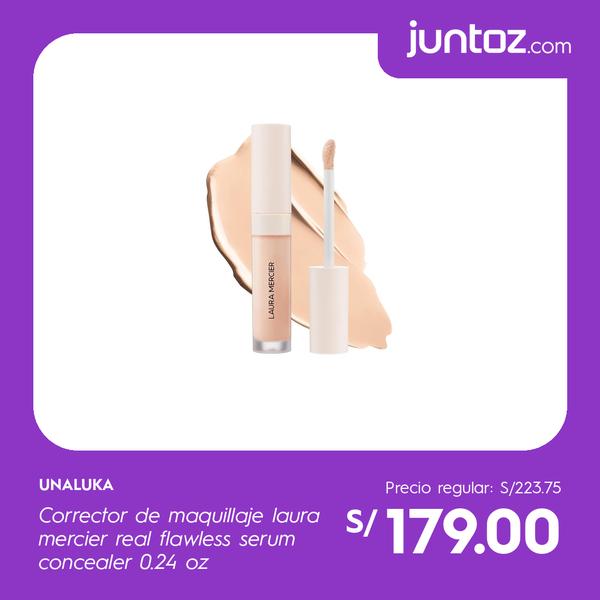 juntoz.com
LAURA MERCIER
UNALUKA
Corrector de maquillaje laura
mercier real flawless serum
concealer 0.24 oz
Precio regular: S/223.75
S/179.00